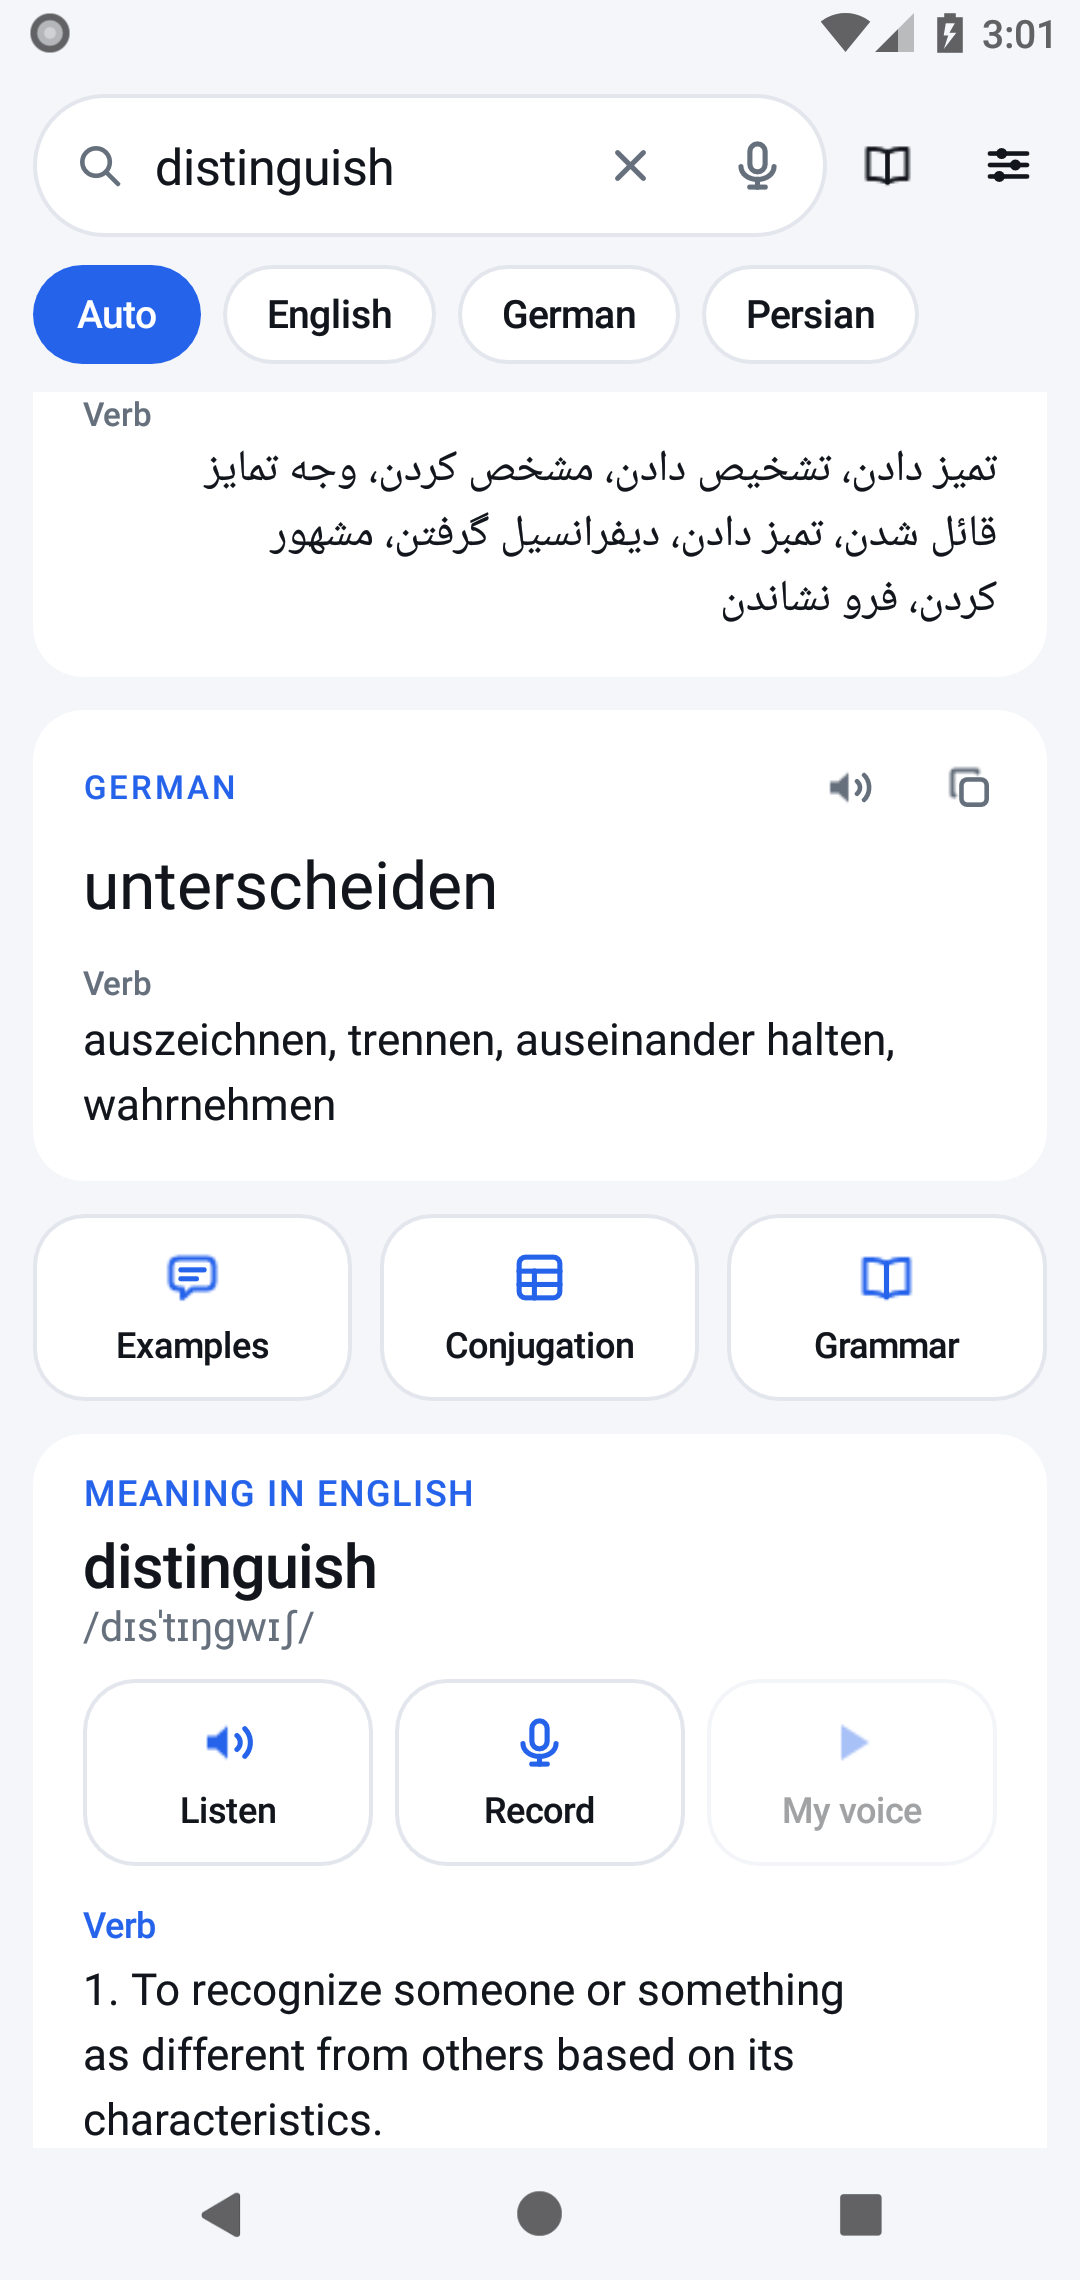 3:01
distinguish
Auto
English
German
Persian
Verb
تمیز دادن، تشخیص دادن، مشخص کردن، وجه تمایز
قائل شدن، تمبز دادن، دیفرانسیل گرفتن، مشهور
کردن، فرو نشاندن
GERMAN
unterscheiden
Verb
auszeichnen, trennen, auseinander halten,
wahrnehmen
Examples
Conjugation
Grammar
MEANING IN ENGLISH
distinguish
/dɪsˈtɪŋɡwɪʃ/
Listen
Record
My voice
Verb
1. To recognize someone or something
as different from others based on its
characteristics.